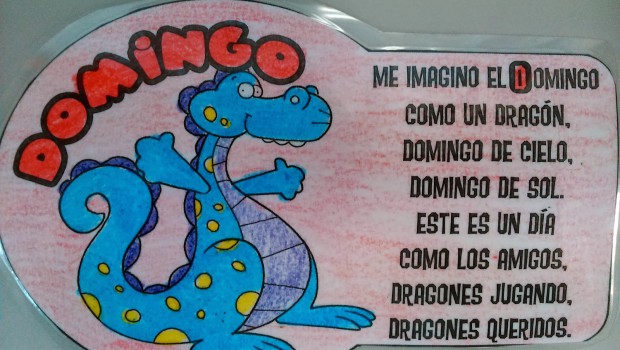 DOMINGO
ME IMAGINO EL DOMINGO
COMO UN DRAGÓN,
DOMINGO DE CIELO,
DOMINGO DE SOL.
ESTE ES UN DÍA
COMO LOS AMIGOS,
DRAGONES JUGANDO,
DRAGONES QUERIDOS.